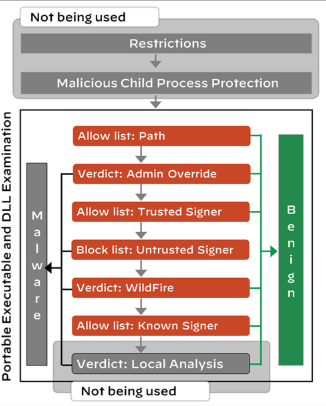 Not being used
Restrictions
Malicious Child Process Protection
Portable Executable and DLL Examination
Allow list: Path
Verdict: Admin Override
Allow list: Trusted Signer
Block list: Untrusted Signer
Verdict: WildFire
Allow list: Known Signer
Verdict: Local Analysis
Malware
Benign
Not being used